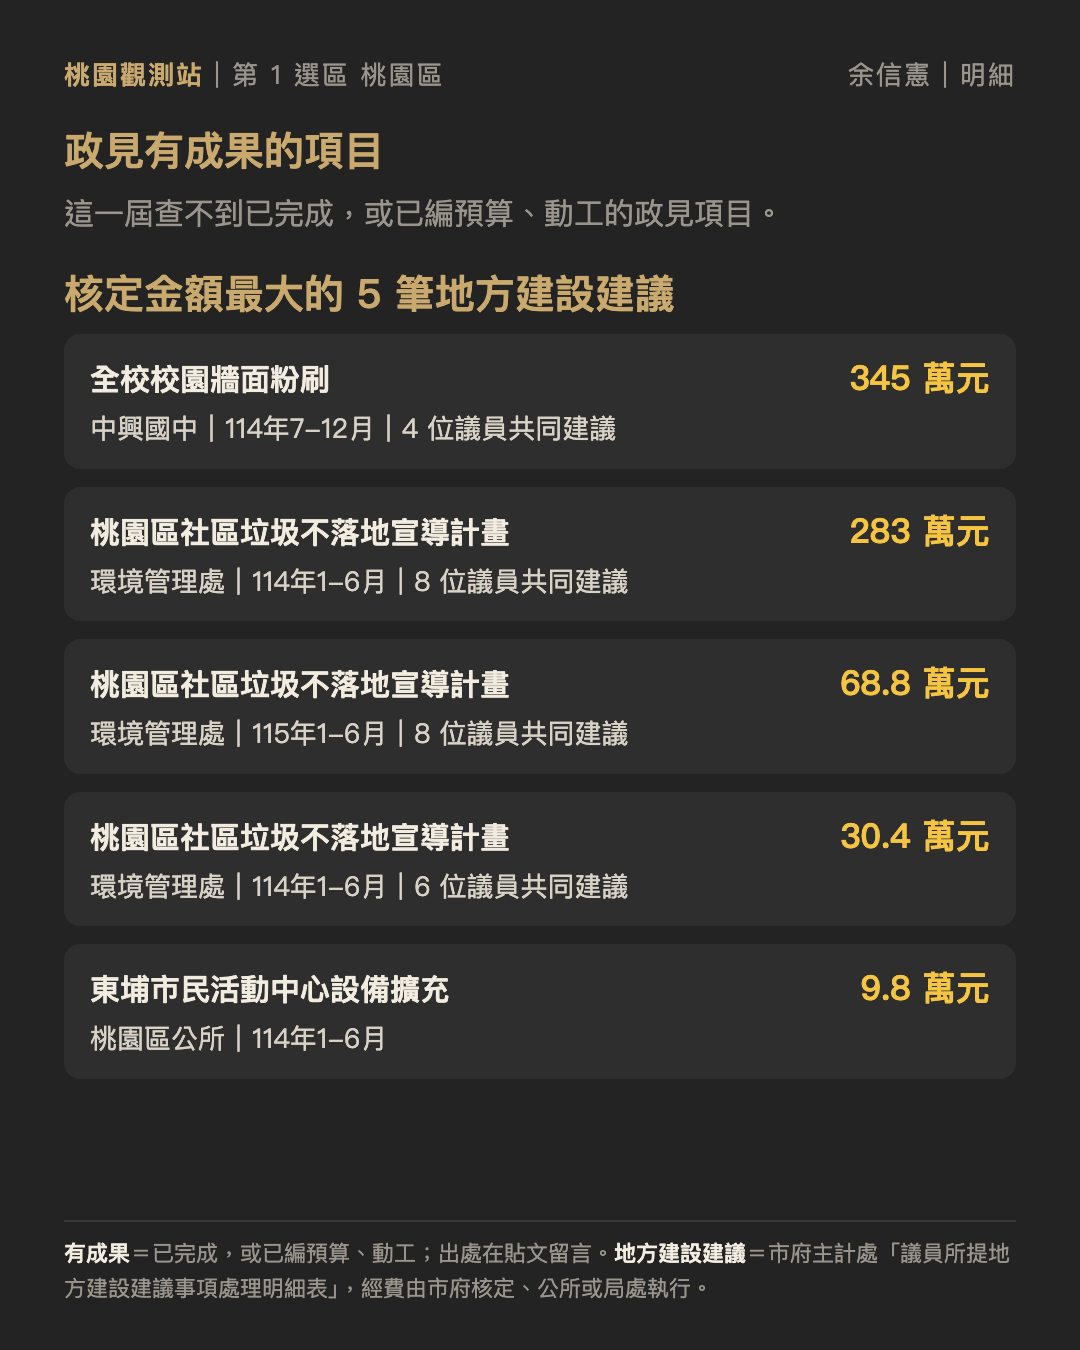 桃園觀測站｜第 1 選區 桃園區
余信憲｜明細
政見有成果的項目
這一屆查不到已完成，或已編預算、動工的政見項目。
核定金額最大的 5 筆地方建設建議
全校校園牆面粉刷
345 萬元
中興國中｜114年7–12月｜4 位議員共同建議
桃園區社區垃圾不落地宣導計畫
283 萬元
環境管理處｜114年1–6月｜8 位議員共同建議
桃園區社區垃圾不落地宣導計畫
68.8 萬元
環境管理處｜115年1–6月｜8 位議員共同建議
桃園區社區垃圾不落地宣導計畫
30.4 萬元
環境管理處｜114年1–6月｜6 位議員共同建議
東埔市民活動中心設備擴充
9.8 萬元
桃園區公所｜114年1–6月
有成果＝已完成，或已編預算、動工；出處在貼文留言。地方建設建議＝市府主計處「議員所提地
方建設建議事項處理明細表」，經費由市府核定、公所或局處執行。